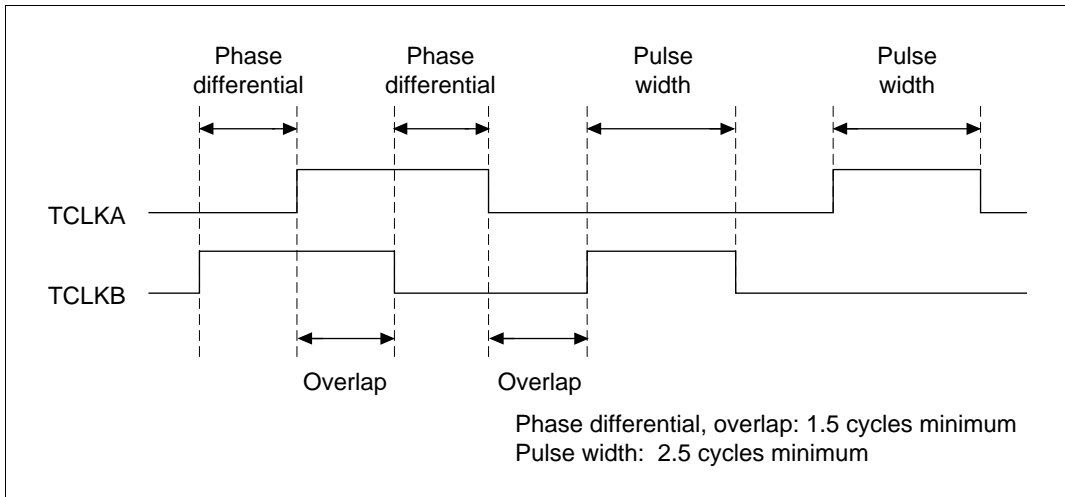 Phase
differential
Phase
differential
Pulse
width
Pulse
width
TCLKA
TCLKB
Overlap
Overlap
Phase differential, overlap: 1.5 cycles minimum
Pulse width:  2.5 cycles minimum